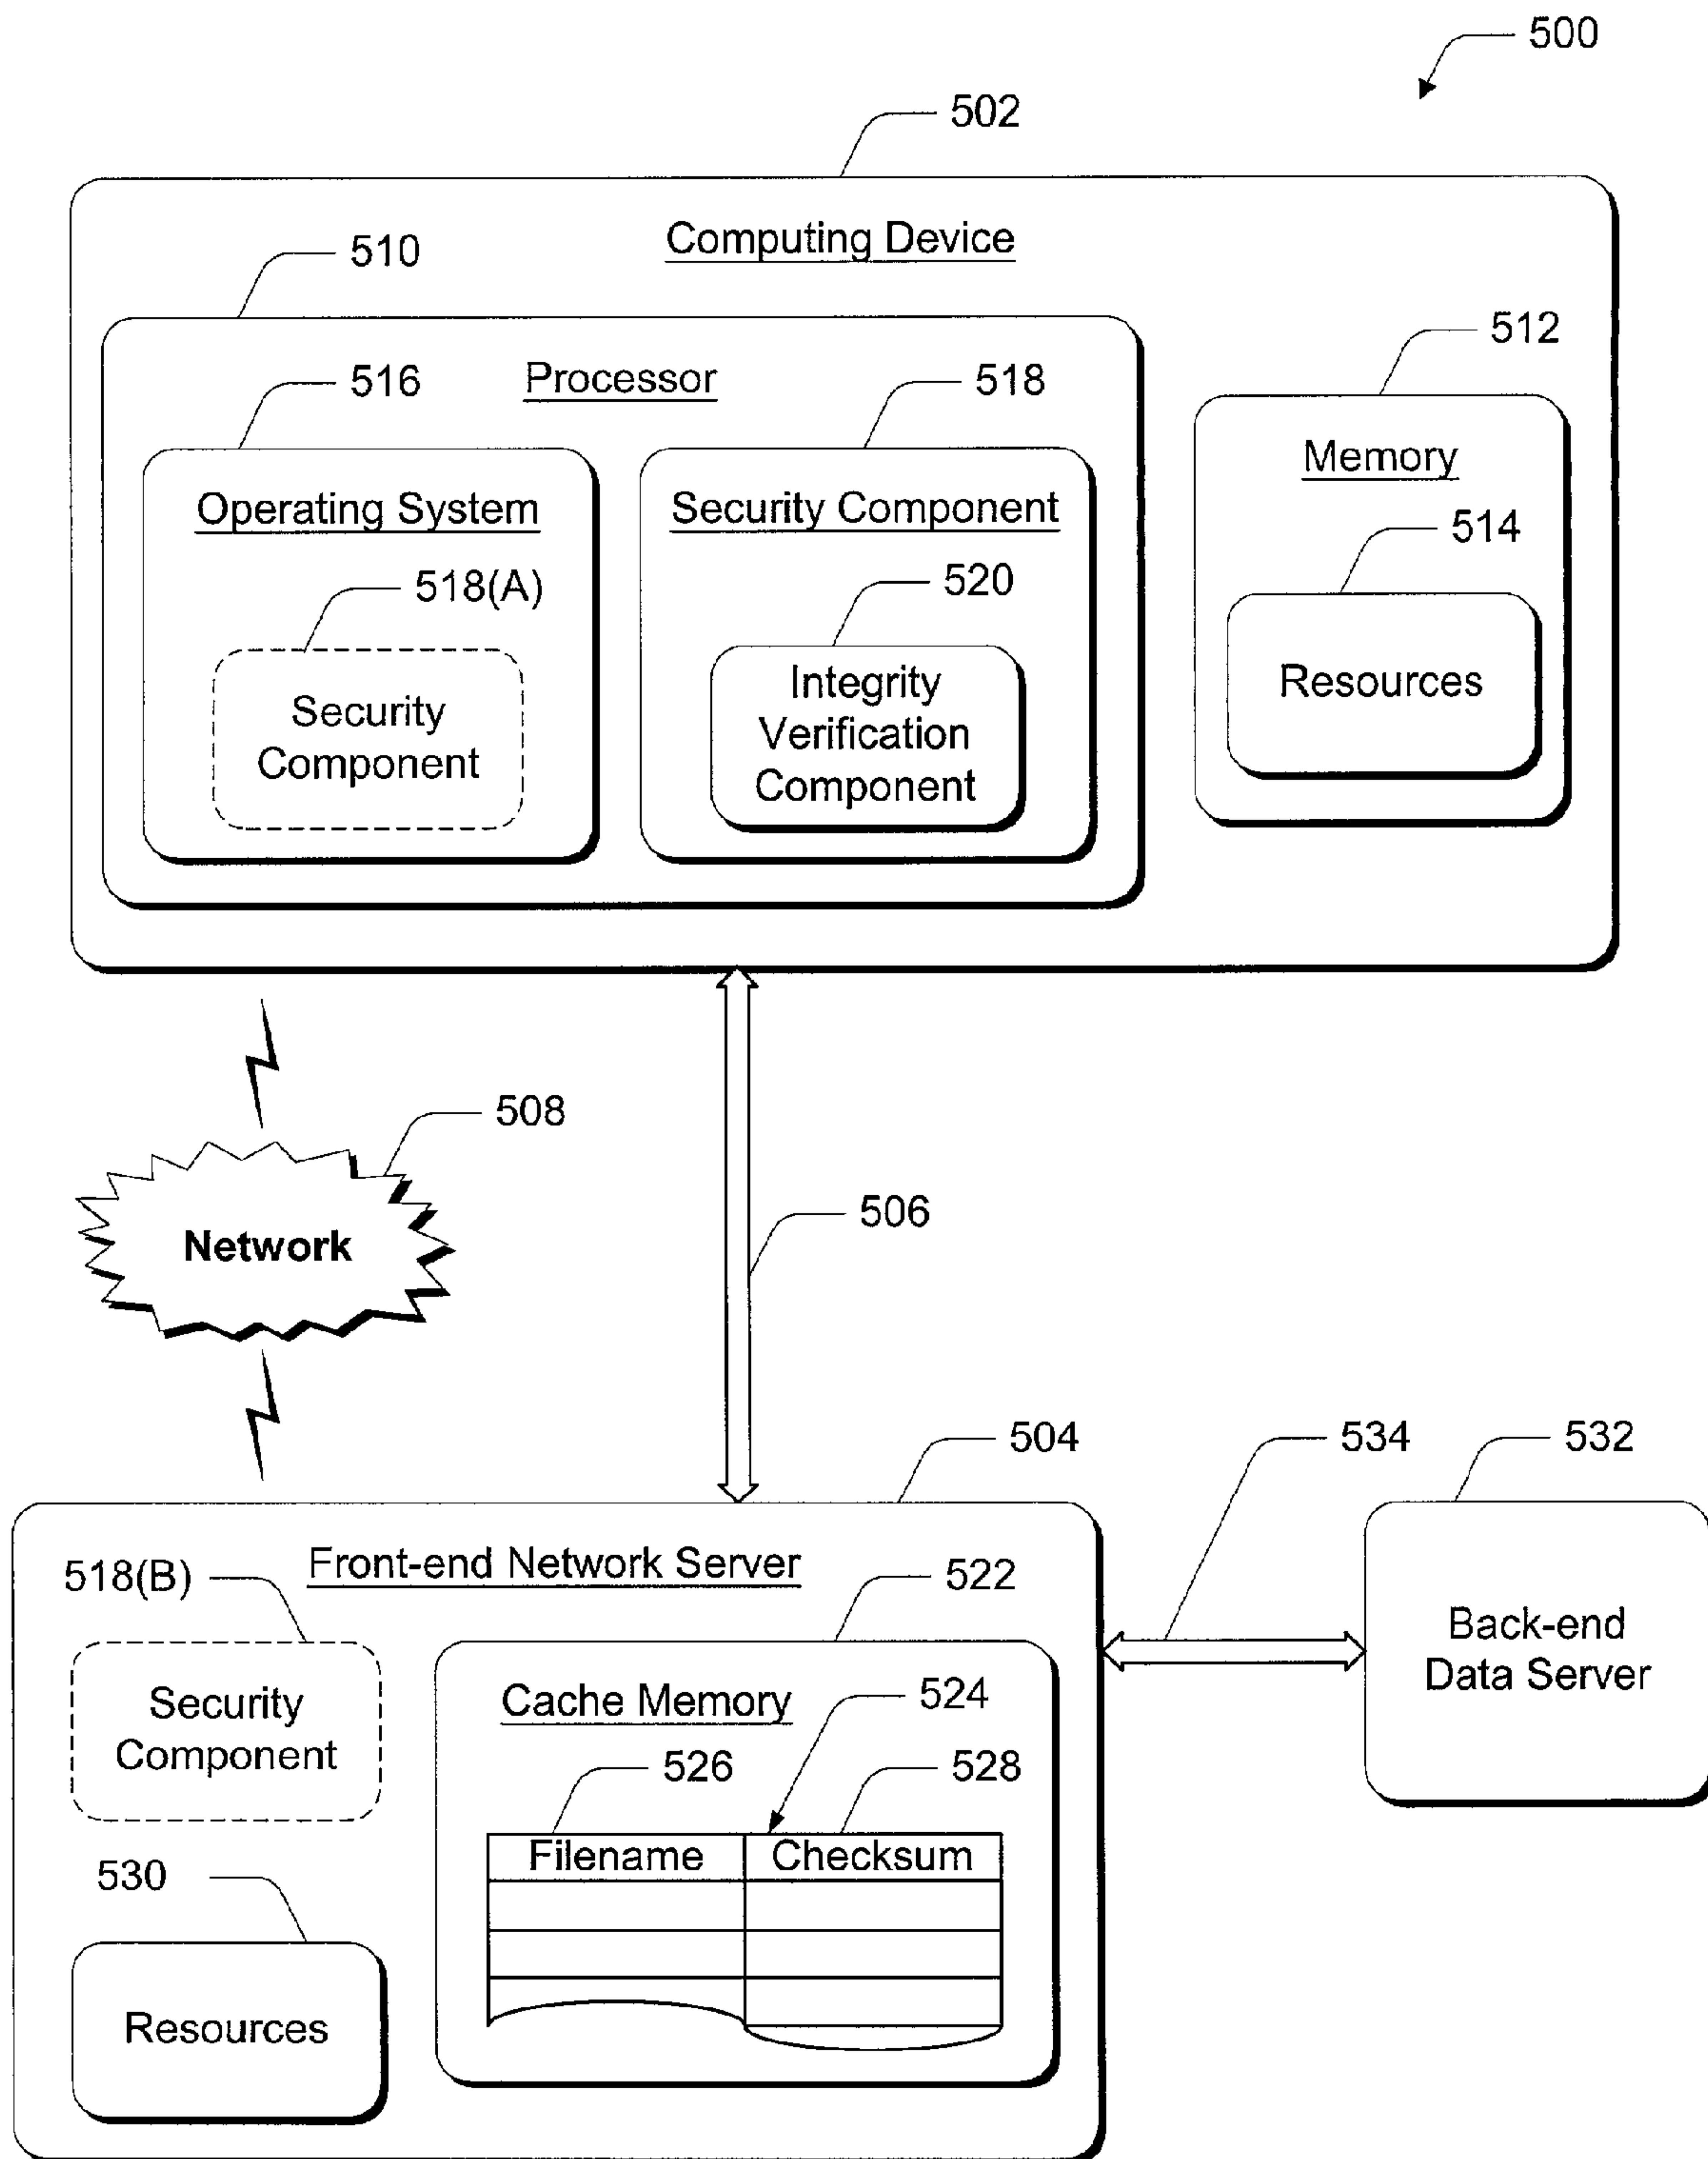 500
502
Computing Device
510
512
Processor
516
518
Memory
Operating System
Security Component
514
518(A)
520
Security
Component
Integrity
Verification
Component
Resources
508
Network
506
504
534
532
Front-end Network Server
518(B)
522
Back-end
Data Server
Security
Component
Cache Memory
524
526
528
Filename
Checksum
530
Resources